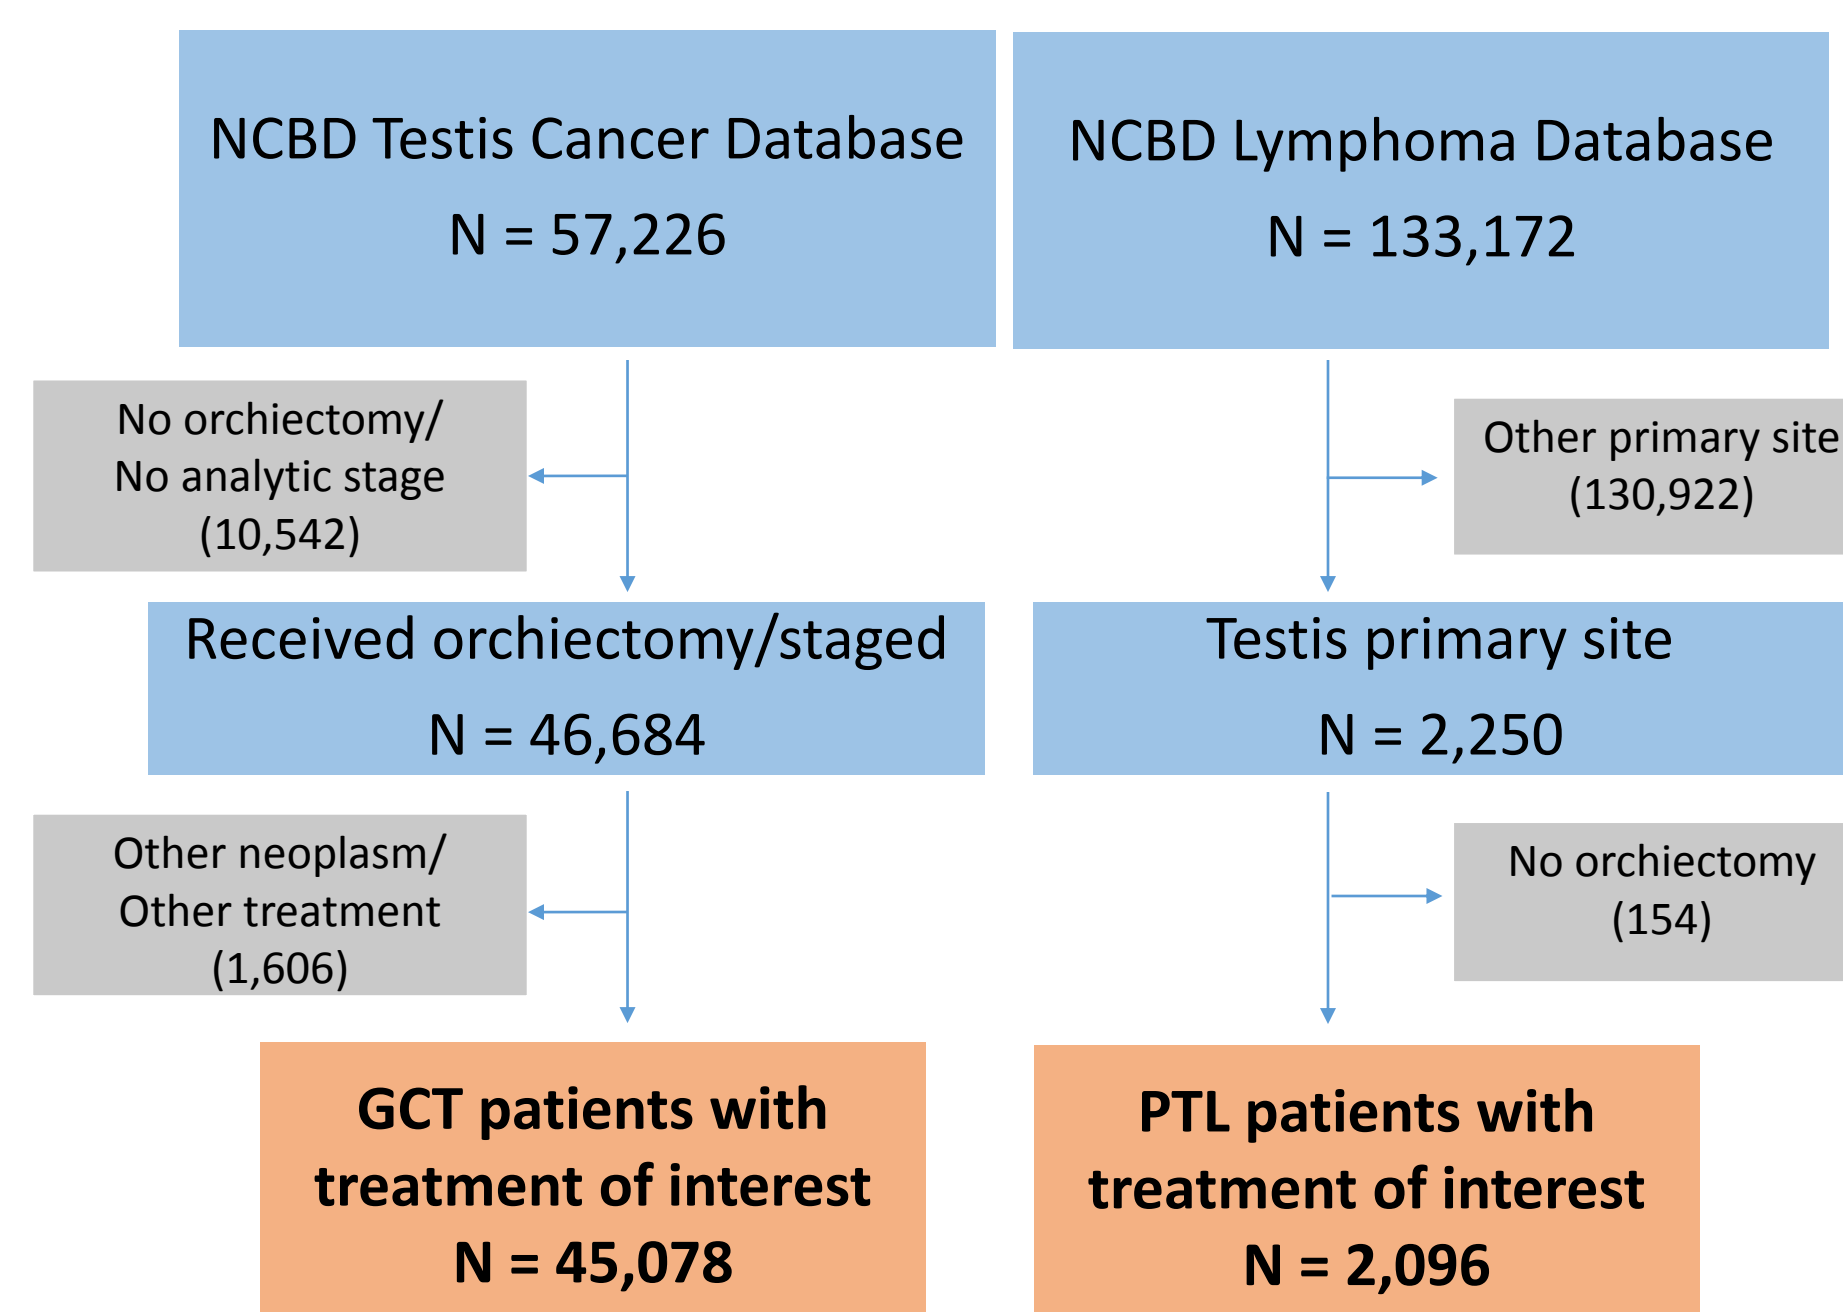 NCBD Testis Cancer Database
N = 57,226
NCBD Lymphoma Database
N = 133,172
No orchiectomy/
No analytic stage
(10,542)
Other primary site
(130,922)
Received orchiectomy/staged
N = 46,684
Testis primary site
N = 2,250
Other neoplasm/
Other treatment
(1,606)
No orchiectomy
(154)
GCT patients with
treatment of interest
N = 45,078
PTL patients with
treatment of interest
N = 2,096